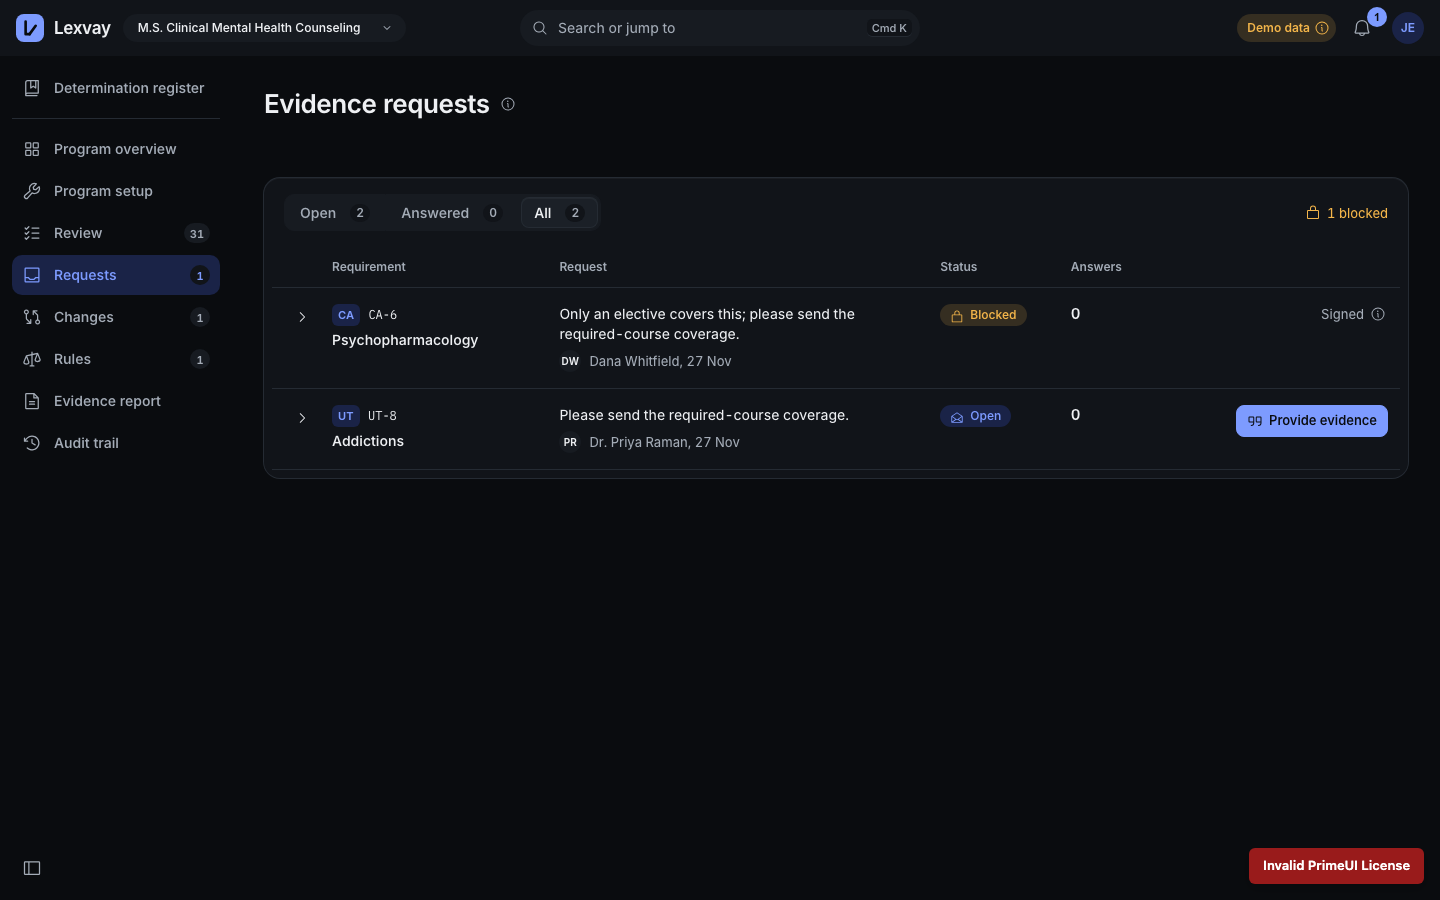 Lexvay
M.S. Clinical Mental Health Counseling
Search or jump to
Cmd K
Demo data
1
JE
Determination register
Program overview
Program setup
Review 31
Requests 1
Changes 1
Rules 1
Evidence report
Audit trail
Evidence requests
Open 2
Answered 0
All 2
1 blocked
Requirement
Request
Status
Answers
CA CA-6
Psychopharmacology
Only an elective covers this; please send the
required-course coverage.
DW Dana Whitfield, 27 Nov
Blocked
0
Signed
UT UT-8
Addictions
Please send the required-course coverage.
PR Dr. Priya Raman, 27 Nov
Open
0
Provide evidence
Invalid PrimeUI License